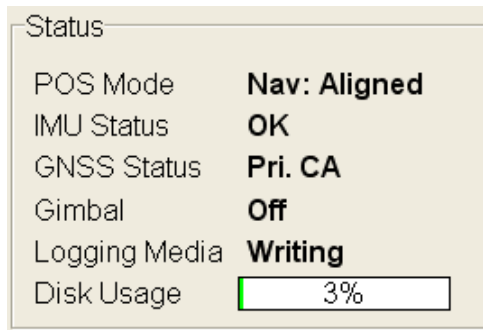 Status
POS Mode Nav: Aligned
IMU Status OK
GNSS Status Pri. CA
Gimbal Off
Logging Media Writing
Disk Usage 3%